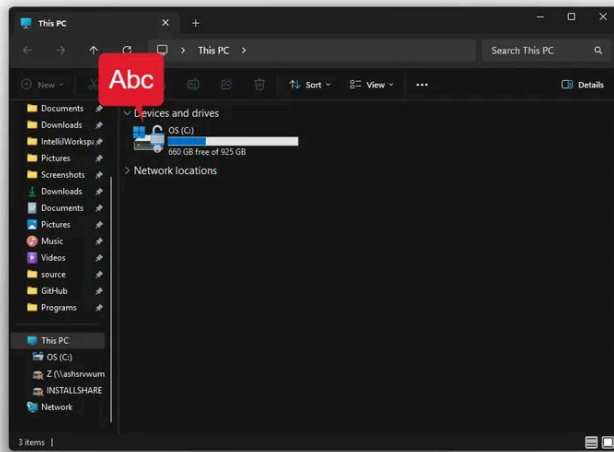 This PC
This PC
Search This PC
New
Abc
Sort
View
Details
Documents
Downloads
IntelliJWorkspa
Pictures
Screenshots
Downloads
Documents
Pictures
Music
Videos
source
GitHub
Programs
This PC
OS (C:)
Z (\\ashsrvwum
INSTALLSHARE
Network
Devices and drives
OS (C:)
660 GB free of 925 GB
Network locations
3 items